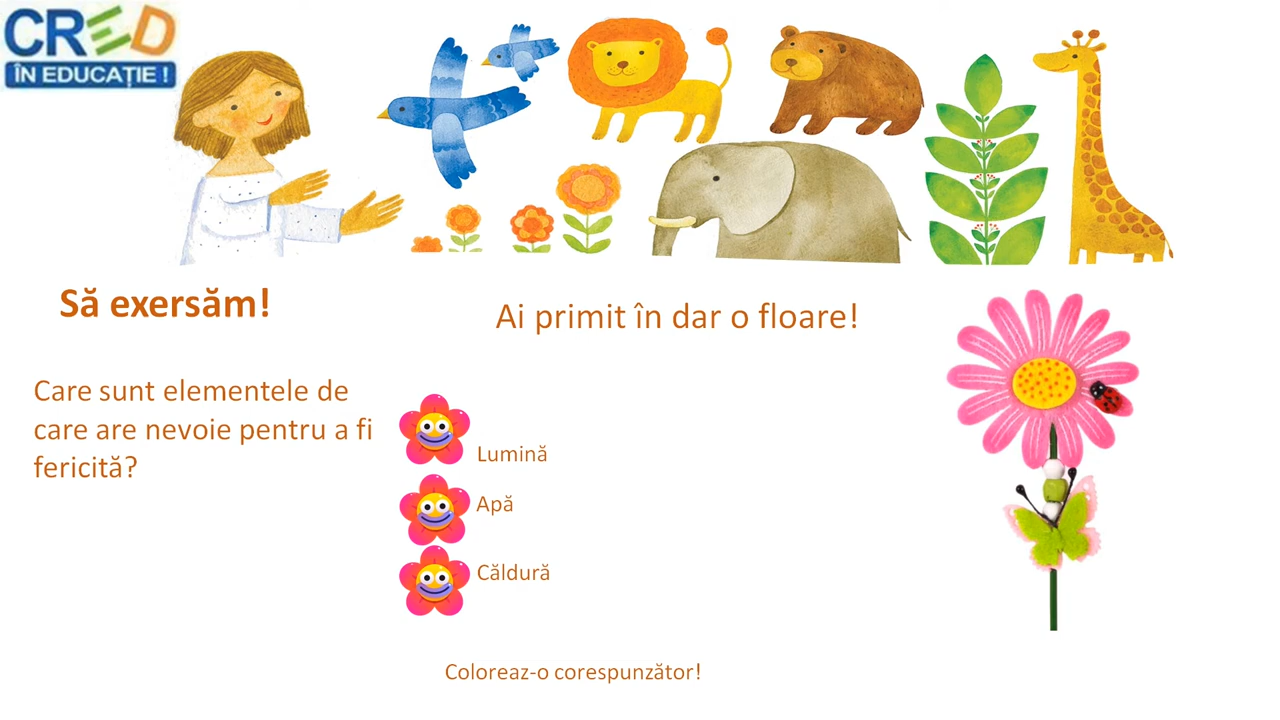 CRED
ÎN EDUCAȚIE !
Să exersăm!
Ai primit în dar o floare!
Care sunt elementele de
care are nevoie pentru a fi
fericită?
Lumină
Apă
Căldură
Coloreaz-o corespunzător!